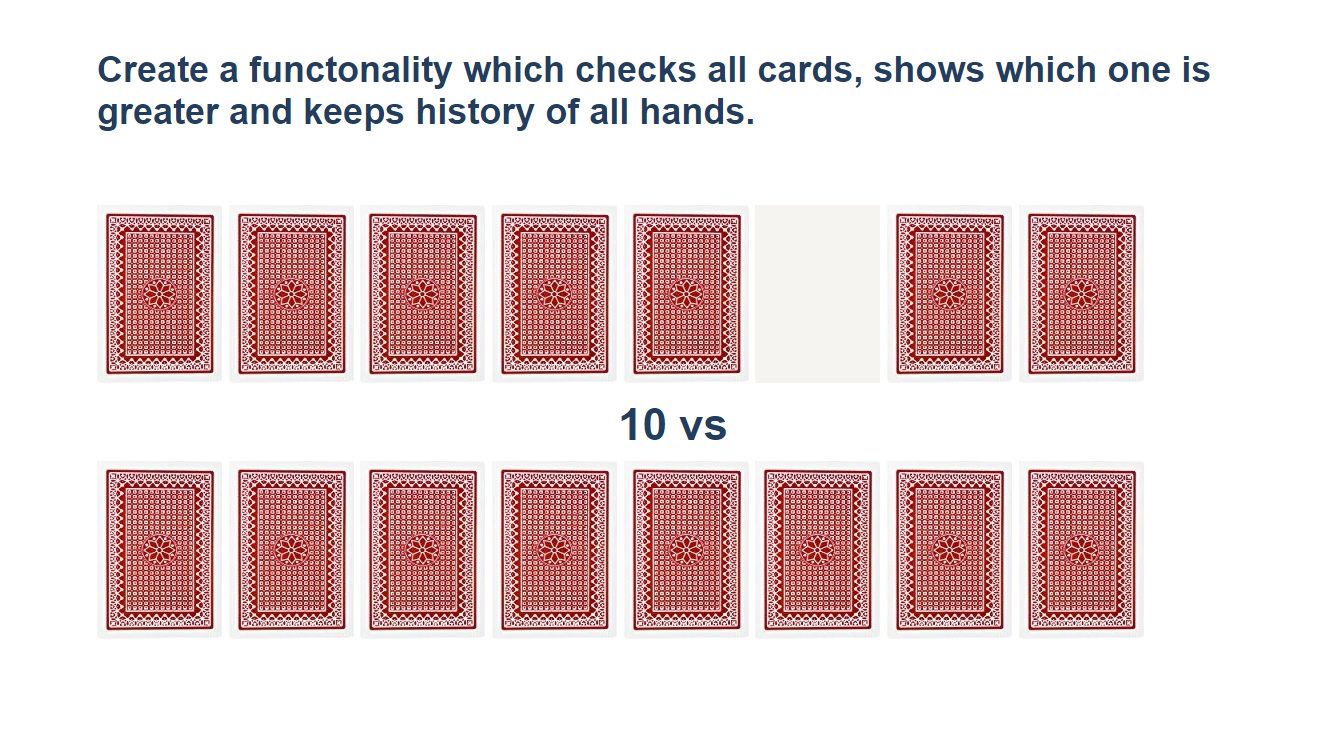 Create a functonality which checks all cards, shows which one is
greater and keeps history of all hands.
10 vs